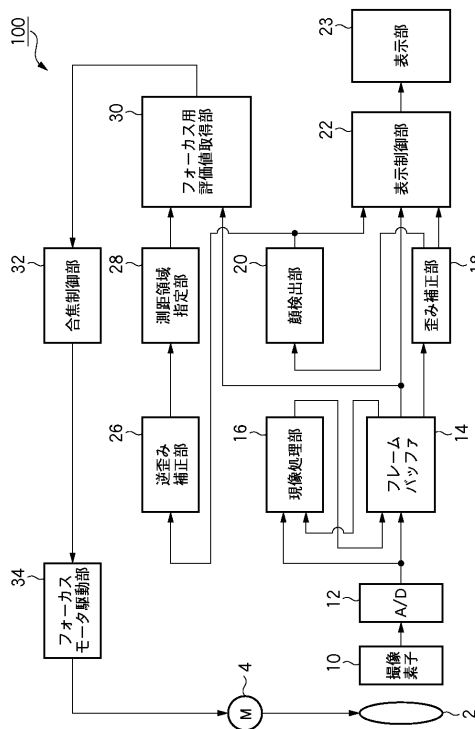 100
34
フォーカス
モータ駆動部
32
合焦制御部
30
フォーカス用
評価値取得部
26
逆歪み
補正部
28
測距領域
指定部
4
M
16
現像処理部
20
顔検出部
22
表示制御部
23
表示部
10
撮像
素子
12
A/D
14
フレーム
バッファ
18
歪み補正部
2